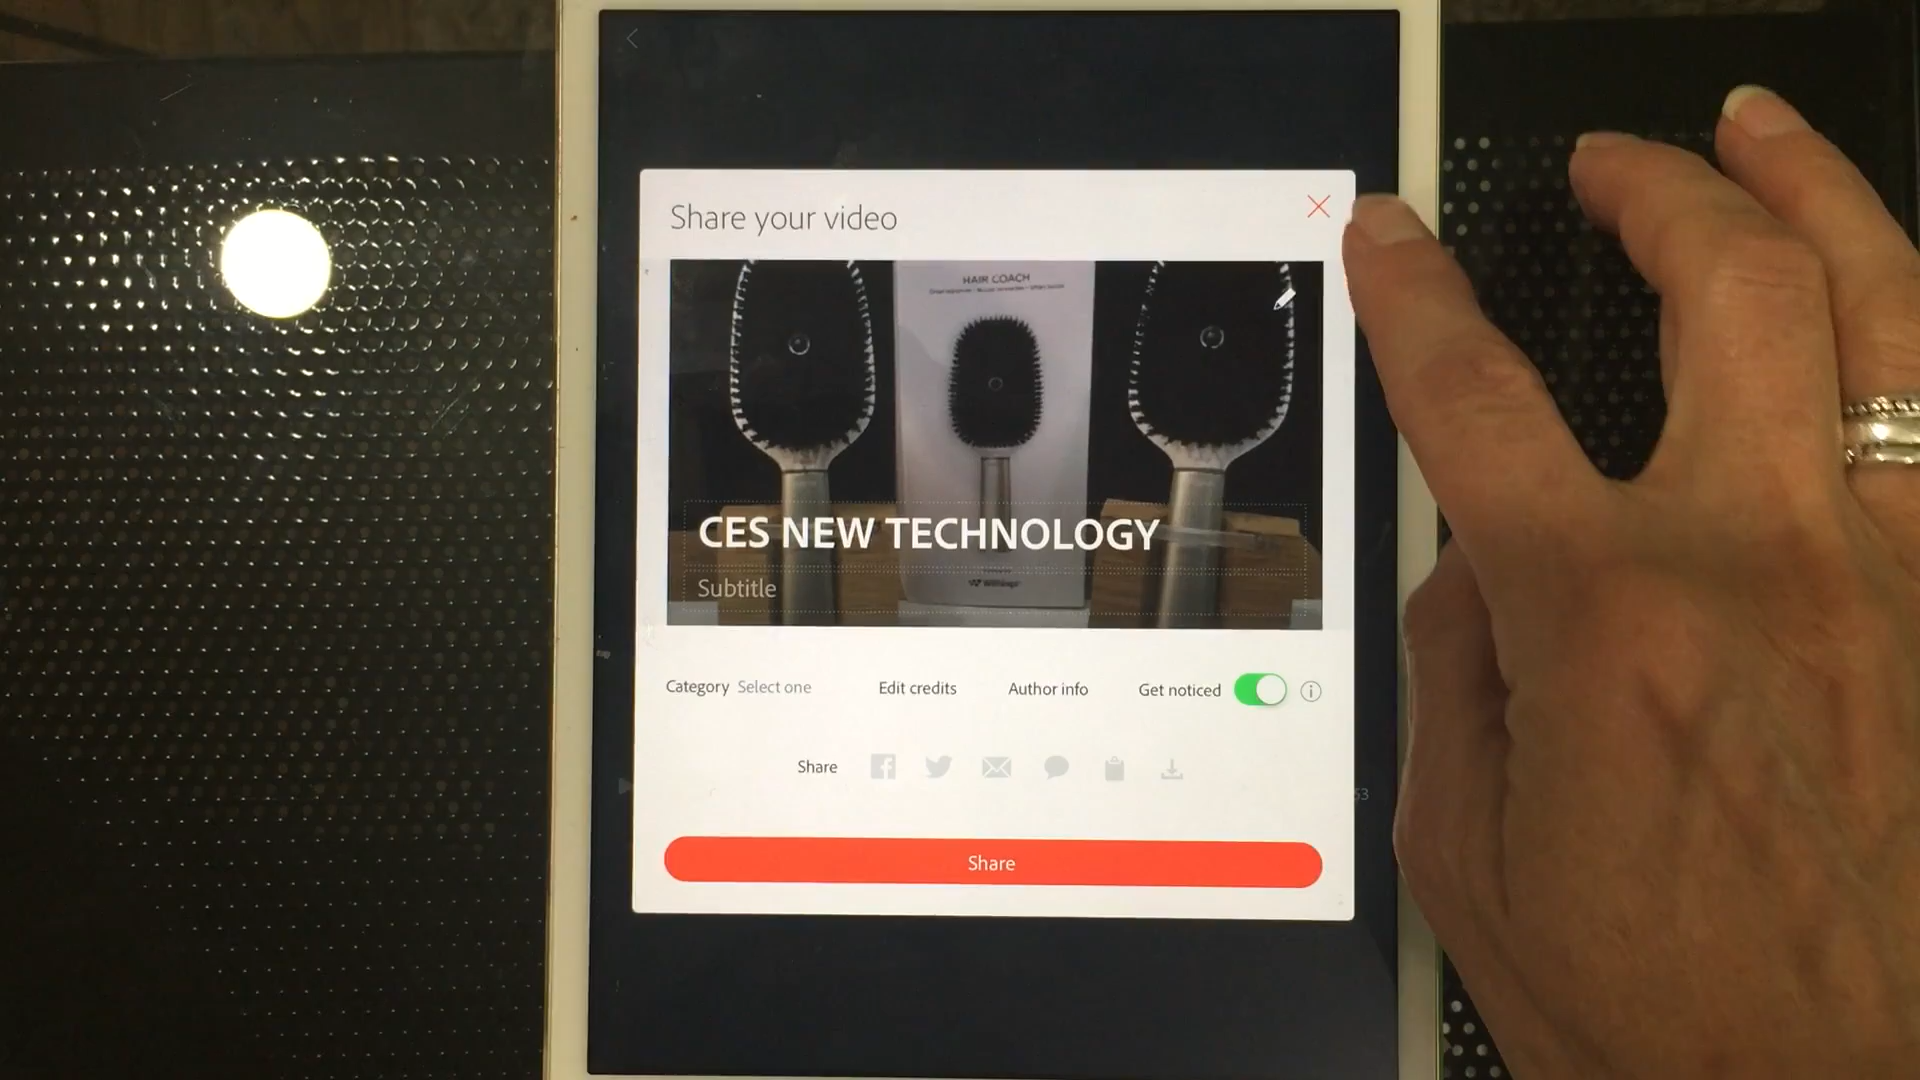 Share your video
HAIR COACH
CES NEW TECHNOLOGY
Subtitle
Category Select one Edit credits Author info Get noticed
Share
53
Share